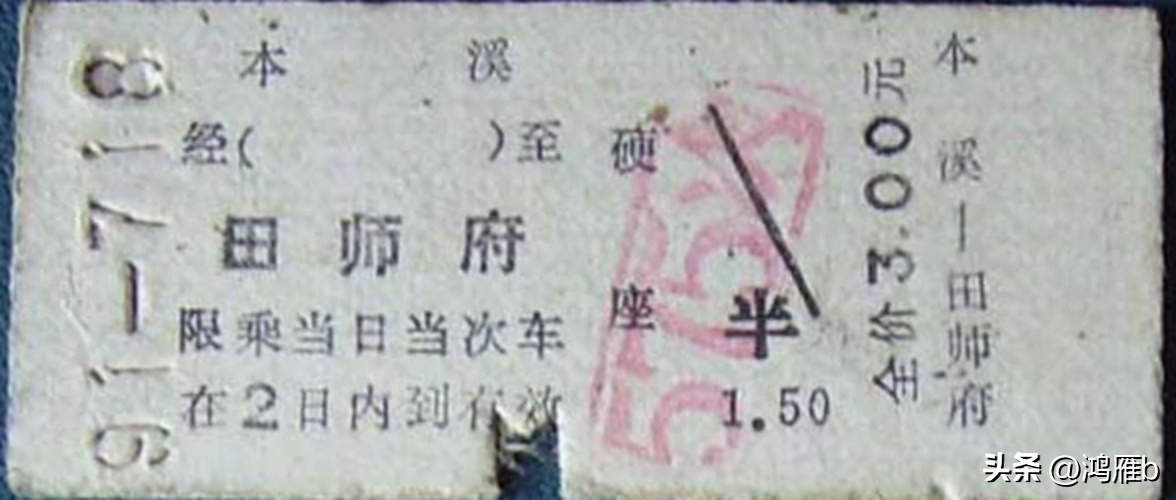 91-718
本溪
经( )至
田师府
限乘当日当次车
在2日内到有效
硬座
半
1.50
全价3.00元
本溪—田师府
头条 @鸿雁b